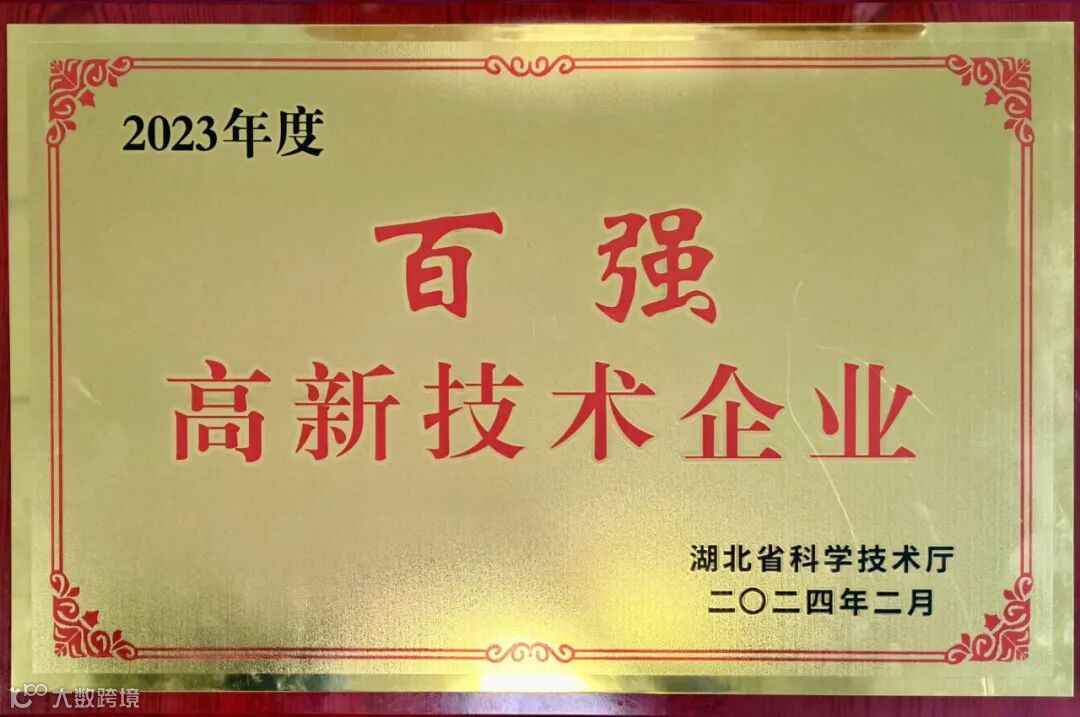 2023年度
百强
高新技术企业
湖北省科学技术厅
二〇二四年二月
大数跨境